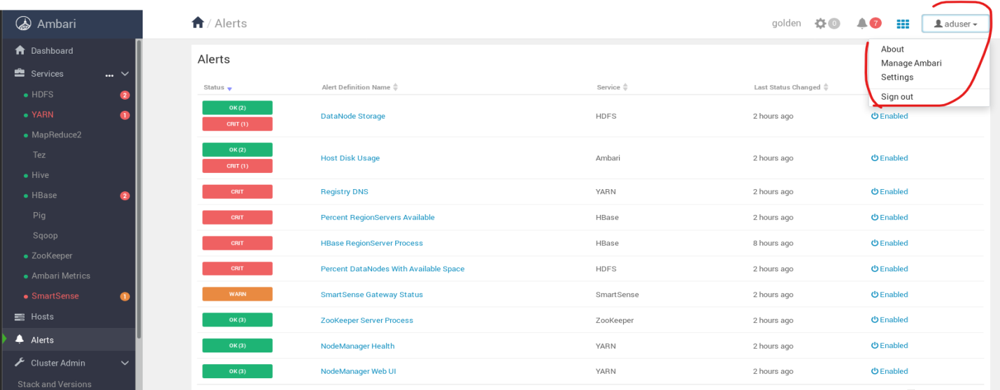 Ambari
/ Alerts
golden 0 7 aduser
Dashboard
Services ...
HDFS 2
YARN 1
MapReduce2
Tez
Hive
HBase 2
Pig
Sqoop
ZooKeeper
Ambari Metrics
SmartSense 1
Hosts
Alerts
Cluster Admin
Stack and Versions
About
Manage Ambari
Settings
Sign out
Alerts
Status Alert Definition Name Service Last Status Changed
OK (2)
CRIT (1)
DataNode Storage HDFS 2 hours ago Enabled
OK (2)
CRIT (1)
Host Disk Usage Ambari 2 hours ago Enabled
CRIT Registry DNS YARN 2 hours ago Enabled
CRIT Percent RegionServers Available HBase 2 hours ago Enabled
CRIT HBase RegionServer Process HBase 8 hours ago Enabled
CRIT Percent DataNodes With Available Space HDFS 2 hours ago Enabled
WARN SmartSense Gateway Status SmartSense 2 hours ago Enabled
OK (3) ZooKeeper Server Process ZooKeeper 2 hours ago Enabled
OK (3) NodeManager Health YARN 2 hours ago Enabled
OK (3) NodeManager Web UI YARN 2 hours ago Enabled